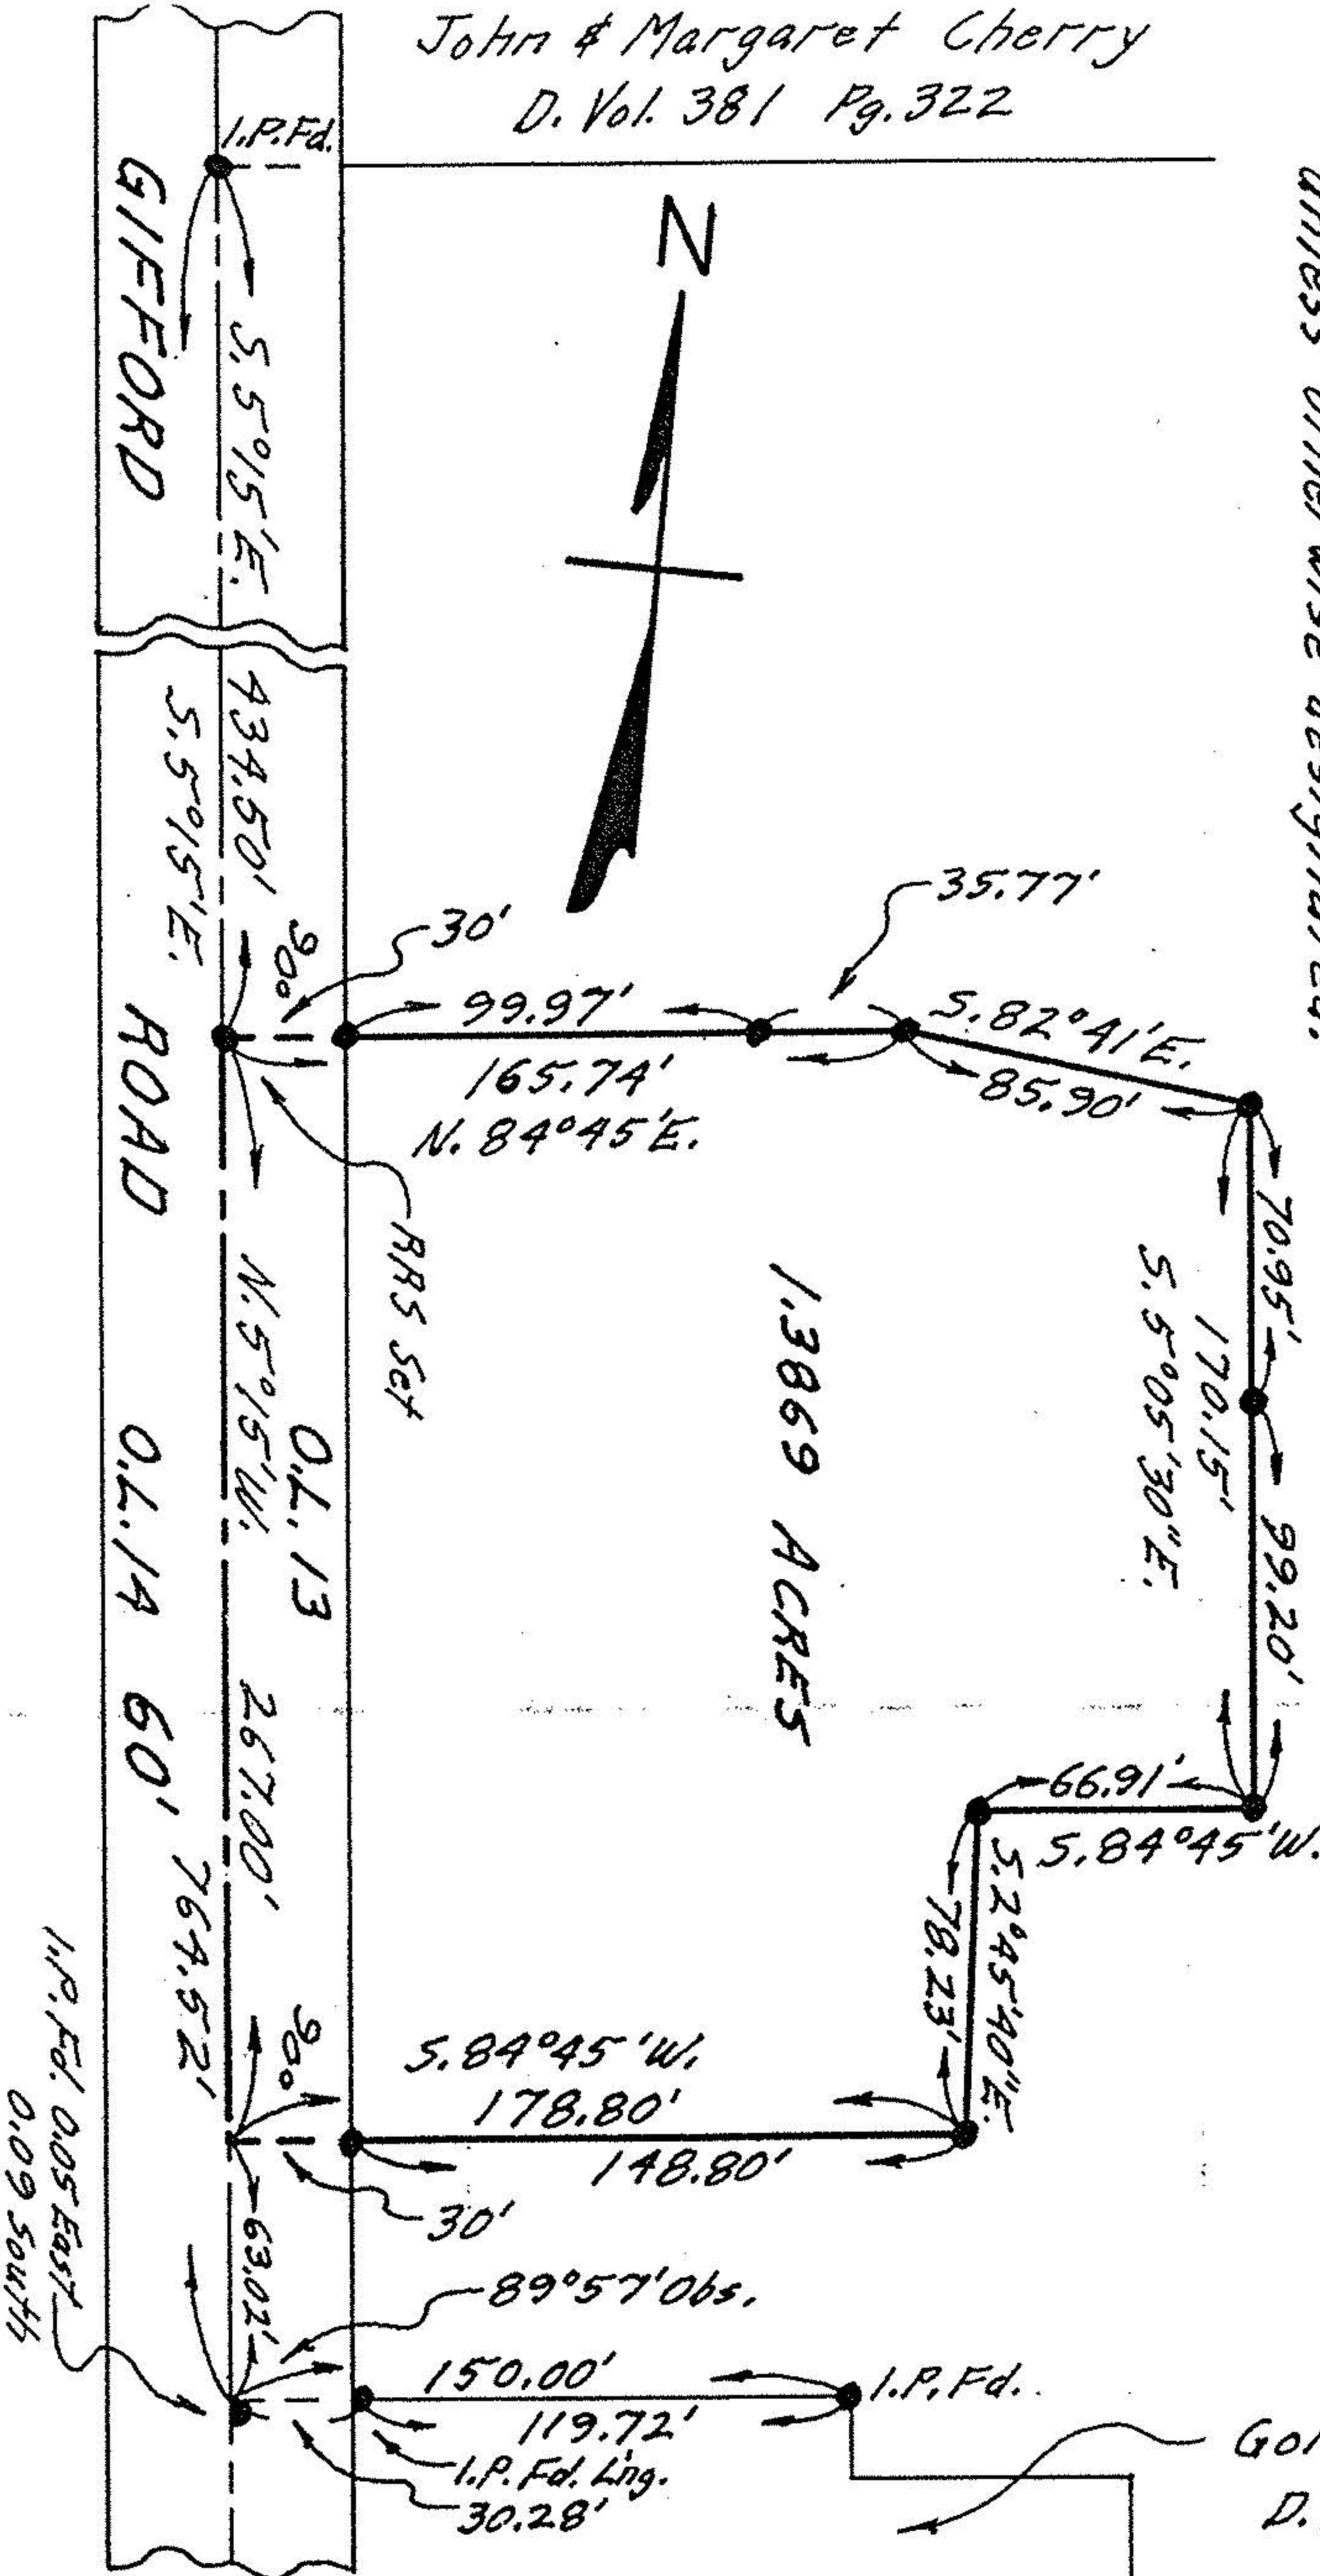 John & Margaret Cherry
D. Vol. 381 Pg. 322
I.P. Fd.
unless otherwise designated.
N
GIFFORD
S. 5°15'E.
434.50'
S. 5°15'E.
90°
30'
35.77'
99.97'
165.74'
N. 84°45'E.
S. 82°41'E.
85.90'
ROAD
RRS Set
70.95'
170.15'
S. 5°05'30"E.
99.20'
N. 5°15'W.
267.00'
O.L. 13
O.L. 14
60'
764.52'
1.3869 ACRES
66.91'
S. 84°45'W.
S. 2°45'40"E.
78.23'
90°
S. 84°45'W.
178.80'
148.80'
30'
63.02'
89°57'Obs.
I.P. Fd. 0.05 East
0.09 South
150.00'
119.72'
I.P. Fd.
I.P. Fd. Lng.
30.28'
Gol
D.